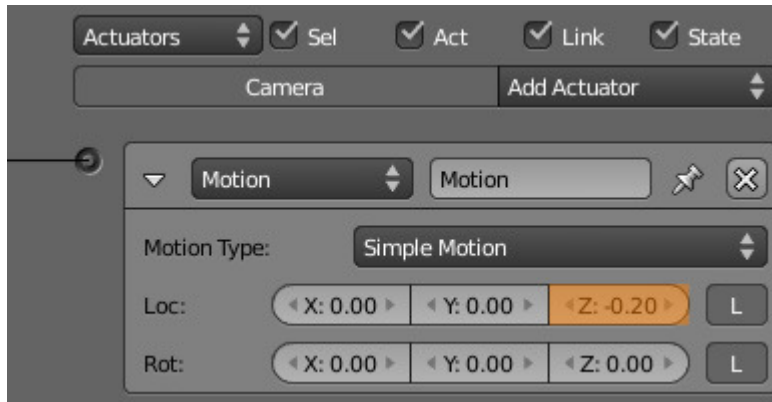 Actuators Sel Act Link State
Camera Add Actuator
Motion Motion
Motion Type: Simple Motion
Loc: X: 0.00 Y: 0.00 Z: -0.20 L
Rot: X: 0.00 Y: 0.00 Z: 0.00 L